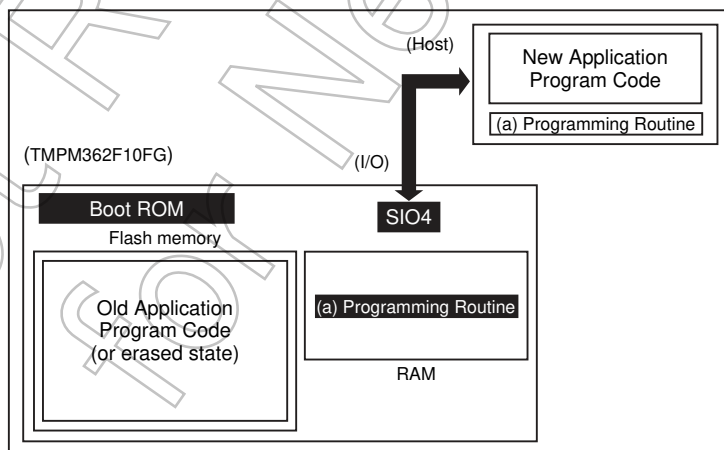 (Host)
New Application
Program Code
(a) Programming Routine
(TMPM362F10FG)
(I/O)
Boot ROM
SIO4
Flash memory
Old Application
Program Code
(or erased state)
(a) Programming Routine
RAM